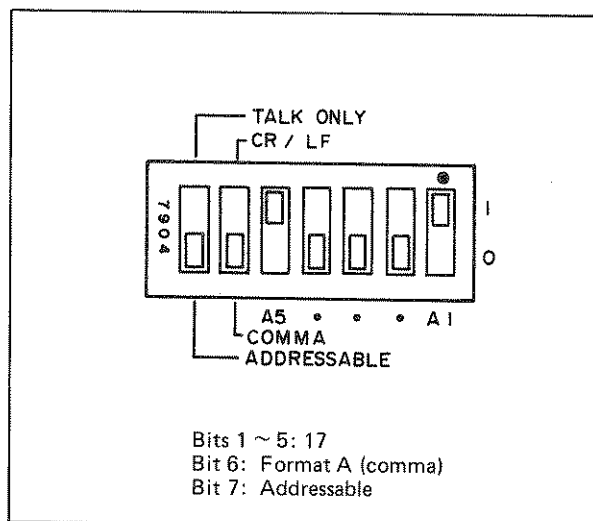 TALK ONLY
CR / LF
7904
I
O
A5 • • • A I
COMMA
ADDRESSABLE
Bits 1 ~ 5: 17
Bit 6: Format A (comma)
Bit 7: Addressable